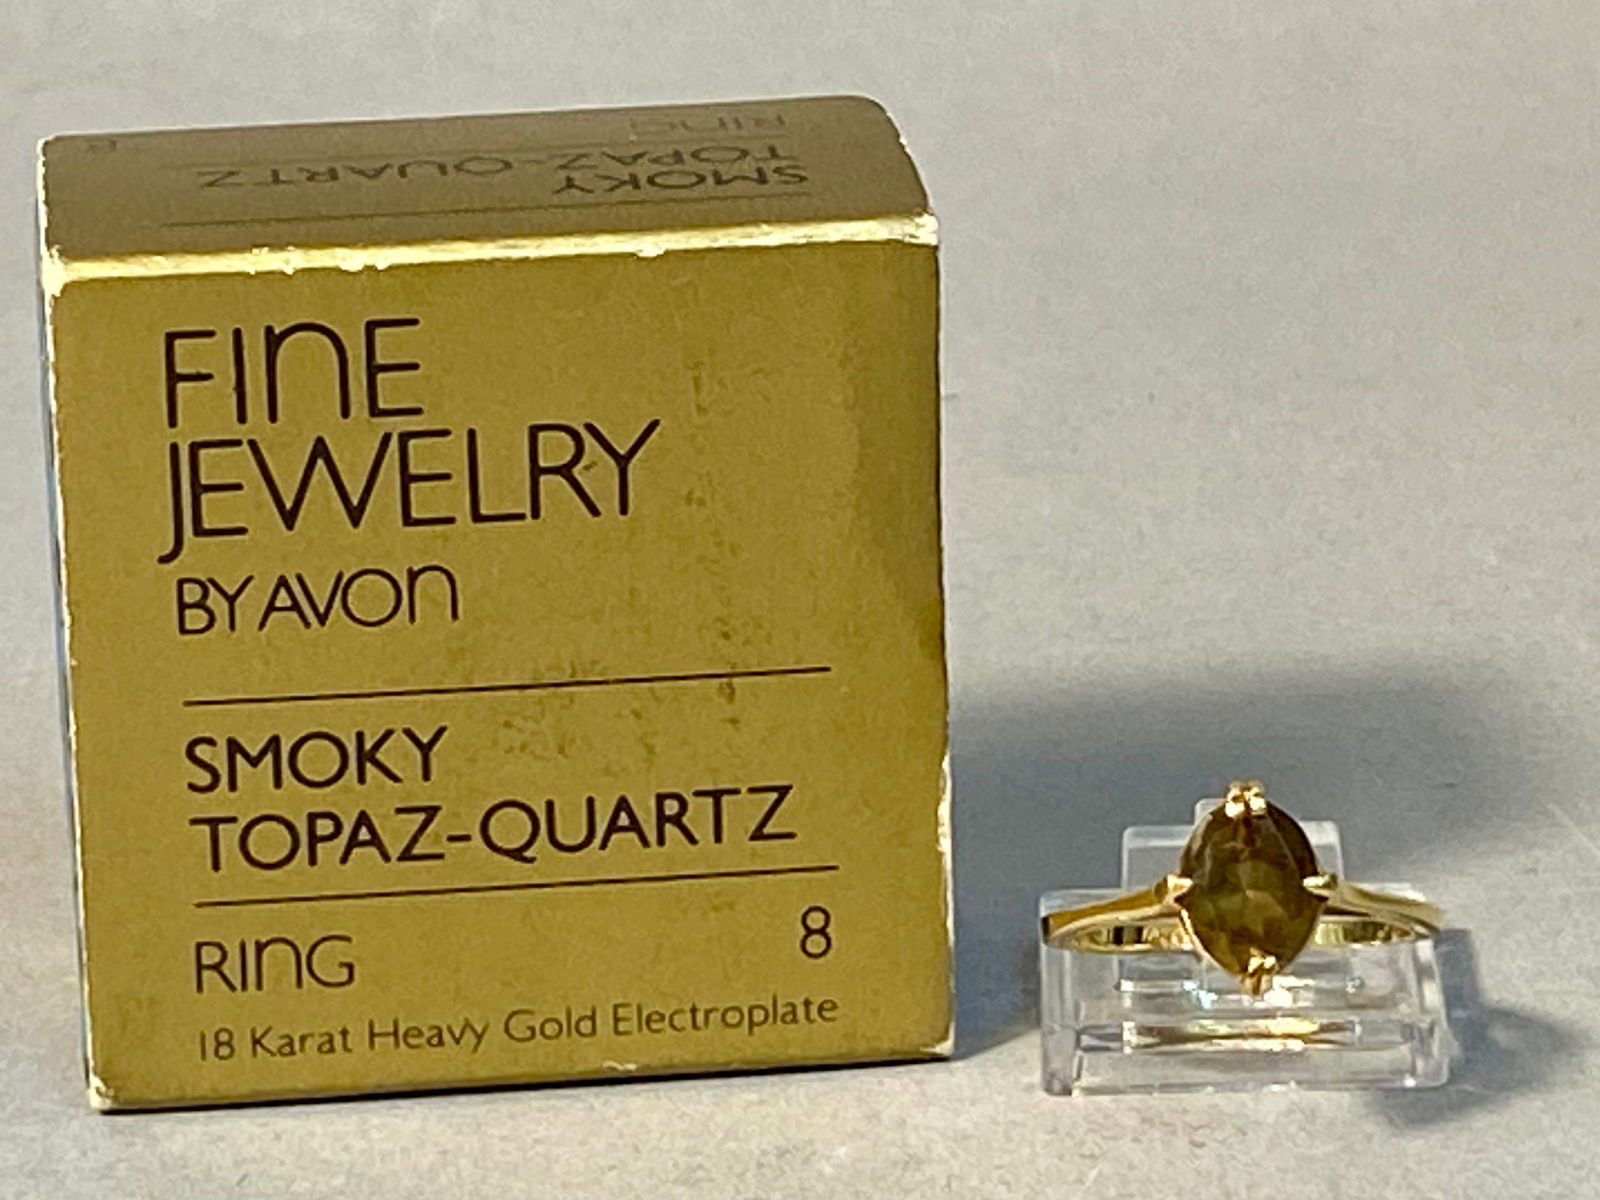 RING
TOPAZ-QUARTZ
SMOKY
FINE
JEWELRY
BY AVON
SMOKY
TOPAZ-QUARTZ
RING 8
18 Karat Heavy Gold Electroplate